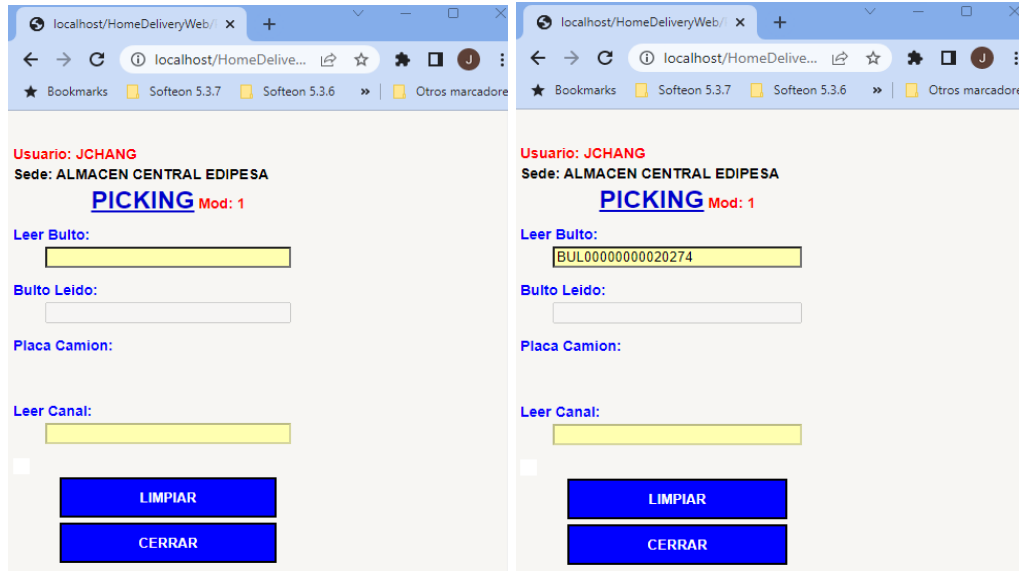 localhost/HomeDeliveryWeb/
localhost/HomeDelive...
Bookmarks Softeon 5.3.7 Softeon 5.3.6 » Otros marcadore
Usuario: JCHANG
Sede: ALMACEN CENTRAL EDIPESA
PICKING Mod: 1
Leer Bulto:
Bulto Leido:
Placa Camion:
Leer Canal:
LIMPIAR
CERRAR
localhost/HomeDeliveryWeb/
localhost/HomeDelive...
Bookmarks Softeon 5.3.7 Softeon 5.3.6 » Otros marcadore
Usuario: JCHANG
Sede: ALMACEN CENTRAL EDIPESA
PICKING Mod: 1
Leer Bulto:
BUL00000000020274
Bulto Leido:
Placa Camion:
Leer Canal:
LIMPIAR
CERRAR